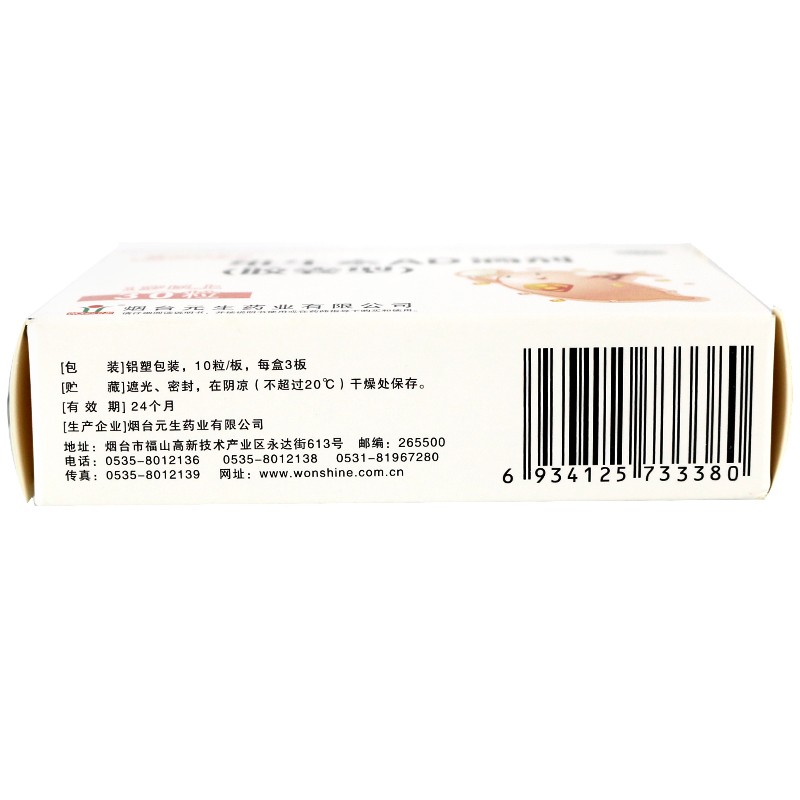 30粒
烟台元生药业有限公司
[包 装]铝塑包装，10粒/板，每盒3板
[贮 藏]遮光、密封，在阴凉（不超过20℃）干燥处保存。
[有 效 期] 24个月
[生产企业]烟台元生药业有限公司
地址：烟台市福山高新技术产业区永达街613号 邮编：265500
电话：0535-8012136 0535-8012138 0531-81967280
传真：0535-8012139 网址：www.wonshine.com.cn
6 934125 733380